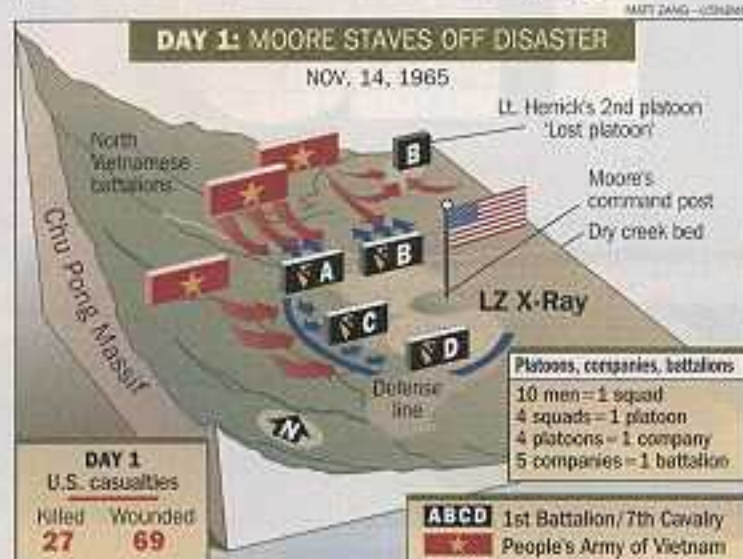 DAY 1: MOORE STAVES OFF DISASTER
NOV. 14, 1965
Lt. Herrick's 2nd platoon
'Lost platoon'
North
Vietnamese
battalions
B
Moore's
command post
Dry creek bed
Chu Pong Massif
A
B
LZ X-Ray
C
D
Defense
line
N
Platoons, companies, battalions
10 men=1 squad
4 squads=1 platoon
4 platoons=1 company
5 companies=1 battalion
DAY 1
U.S. casualties
Killed Wounded
27 69
ABCD 1st Battalion/7th Cavalry
People's Army of Vietnam